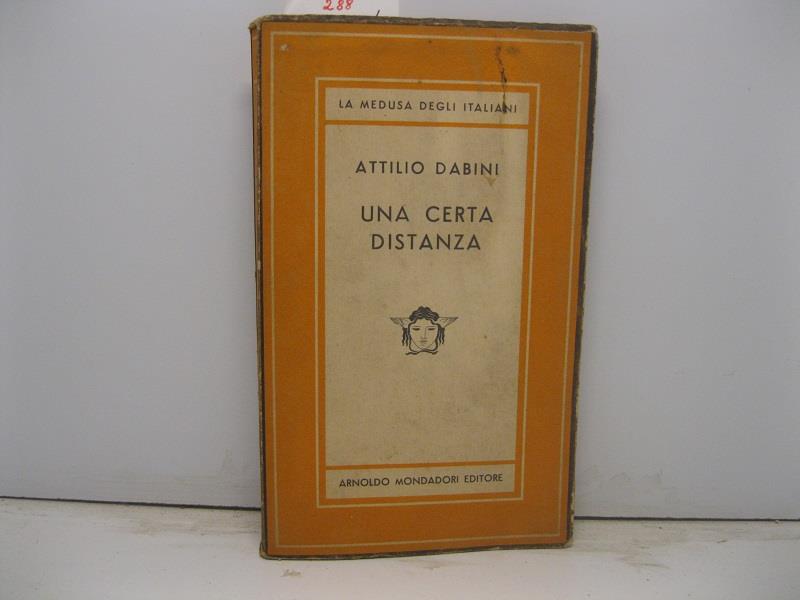 288
LA MEDUSA DEGLI ITALIANI
ATTILIO DABINI
UNA CERTA
DISTANZA
ARNOLDO MONDADORI EDITORE